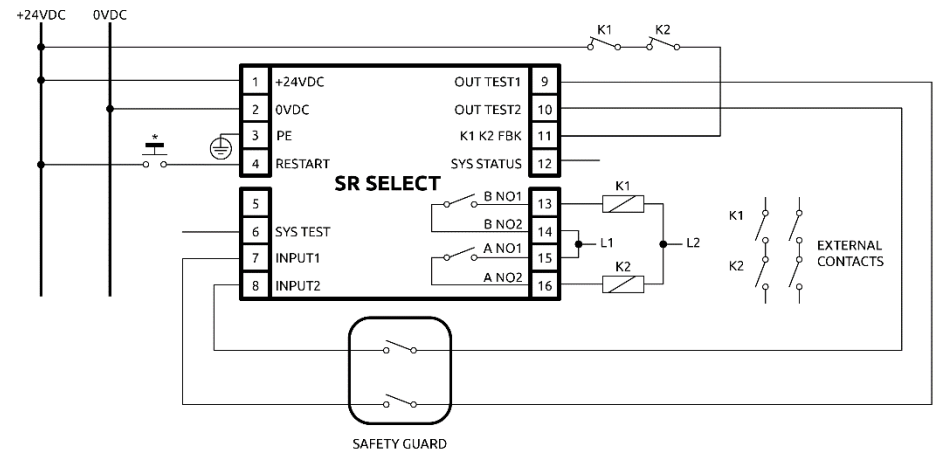 +24VDC 0VDC
K1 K2
1 +24VDC OUT TEST1 9
2 0VDC OUT TEST2 10
3 PE K1 K2 FBK 11
*
4 RESTART SYS STATUS 12
SR SELECT
K1
5 B NO1 13
6 SYS TEST B NO2 14
L1 L2
7 INPUT1 A NO1 15
8 INPUT2 A NO2 16
K2
K1
K2
EXTERNAL
CONTACTS
SAFETY GUARD